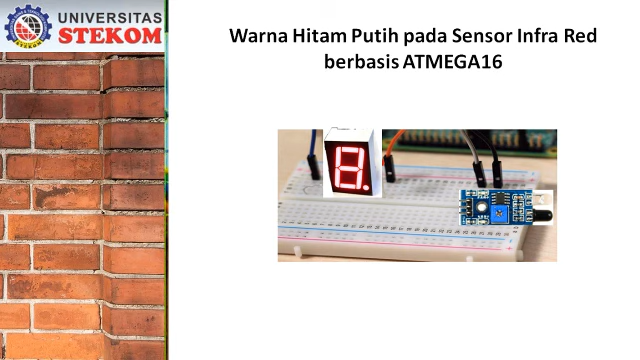 UNIVERSITAS
STEKOM
Warna Hitam Putih pada Sensor Infra Red
berbasis ATMEGA16